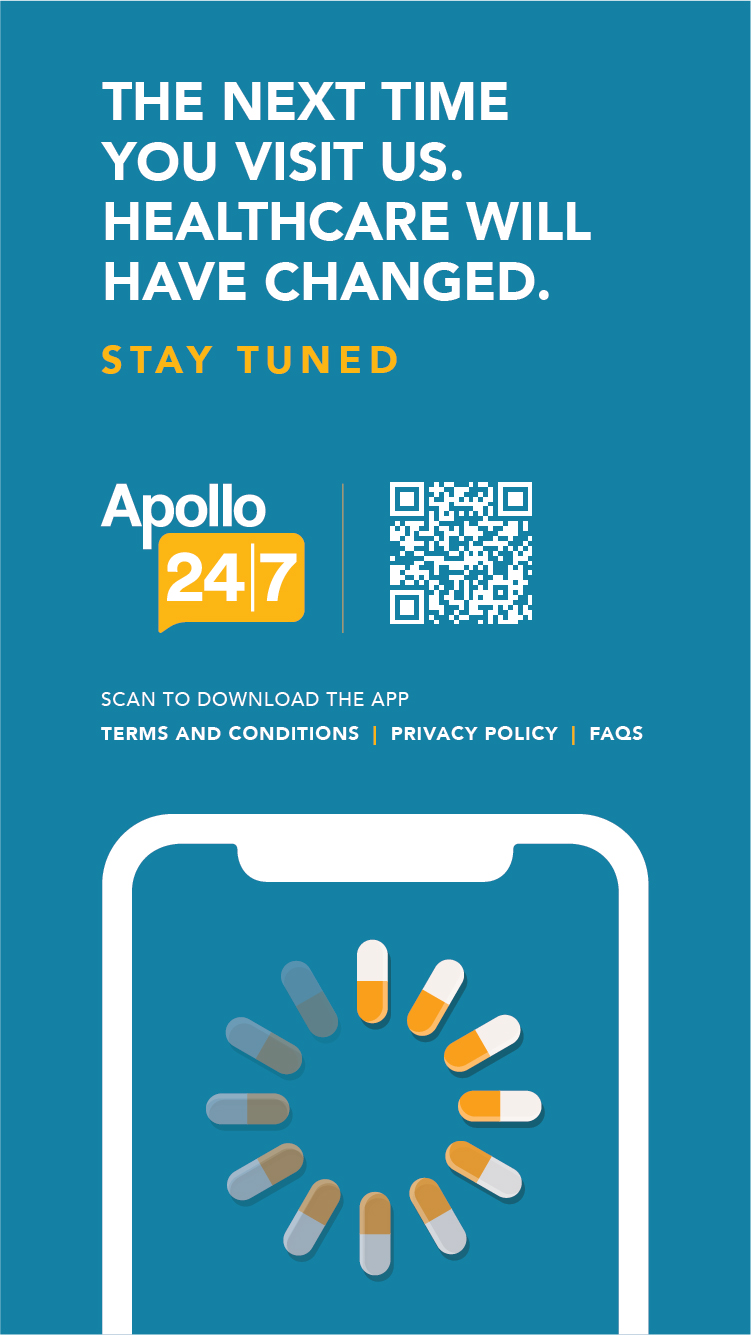 THE NEXT TIME
YOU VISIT US.
HEALTHCARE WILL
HAVE CHANGED.
STAY TUNED
Apollo
24|7
SCAN TO DOWNLOAD THE APP
TERMS AND CONDITIONS | PRIVACY POLICY | FAQS